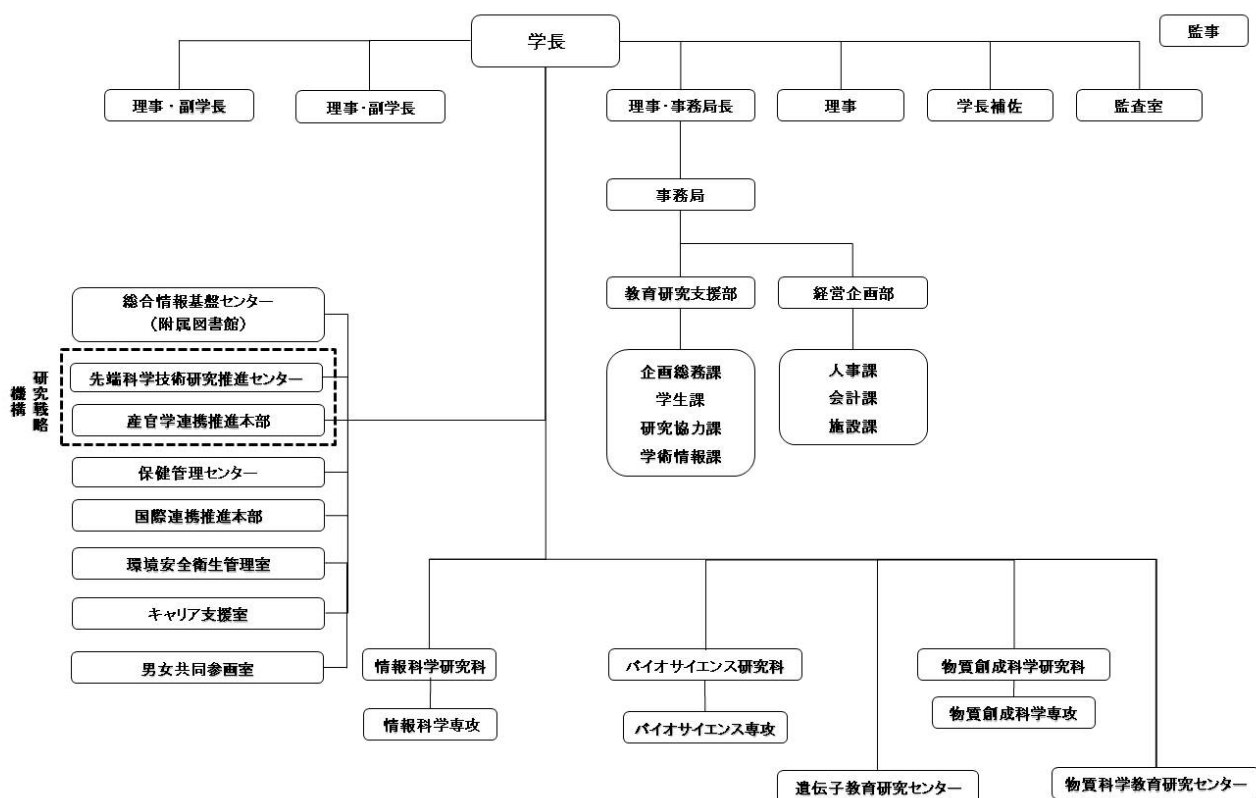 学長
監事
理事・副学長
理事・副学長
理事・事務局長
理事
学長補佐
監査室
事務局
教育研究支援部
経営企画部
企画総務課
学生課
研究協力課
学術情報課
人事課
会計課
施設課
総合情報基盤センター
（附属図書館）
研究戦略
機構
先端科学技術研究推進センター
産官学連携推進本部
保健管理センター
国際連携推進本部
環境安全衛生管理室
キャリア支援室
男女共同参画室
情報科学研究科
バイオサイエンス研究科
物質創成科学研究科
情報科学専攻
バイオサイエンス専攻
物質創成科学専攻
遺伝子教育研究センター
物質科学教育研究センター